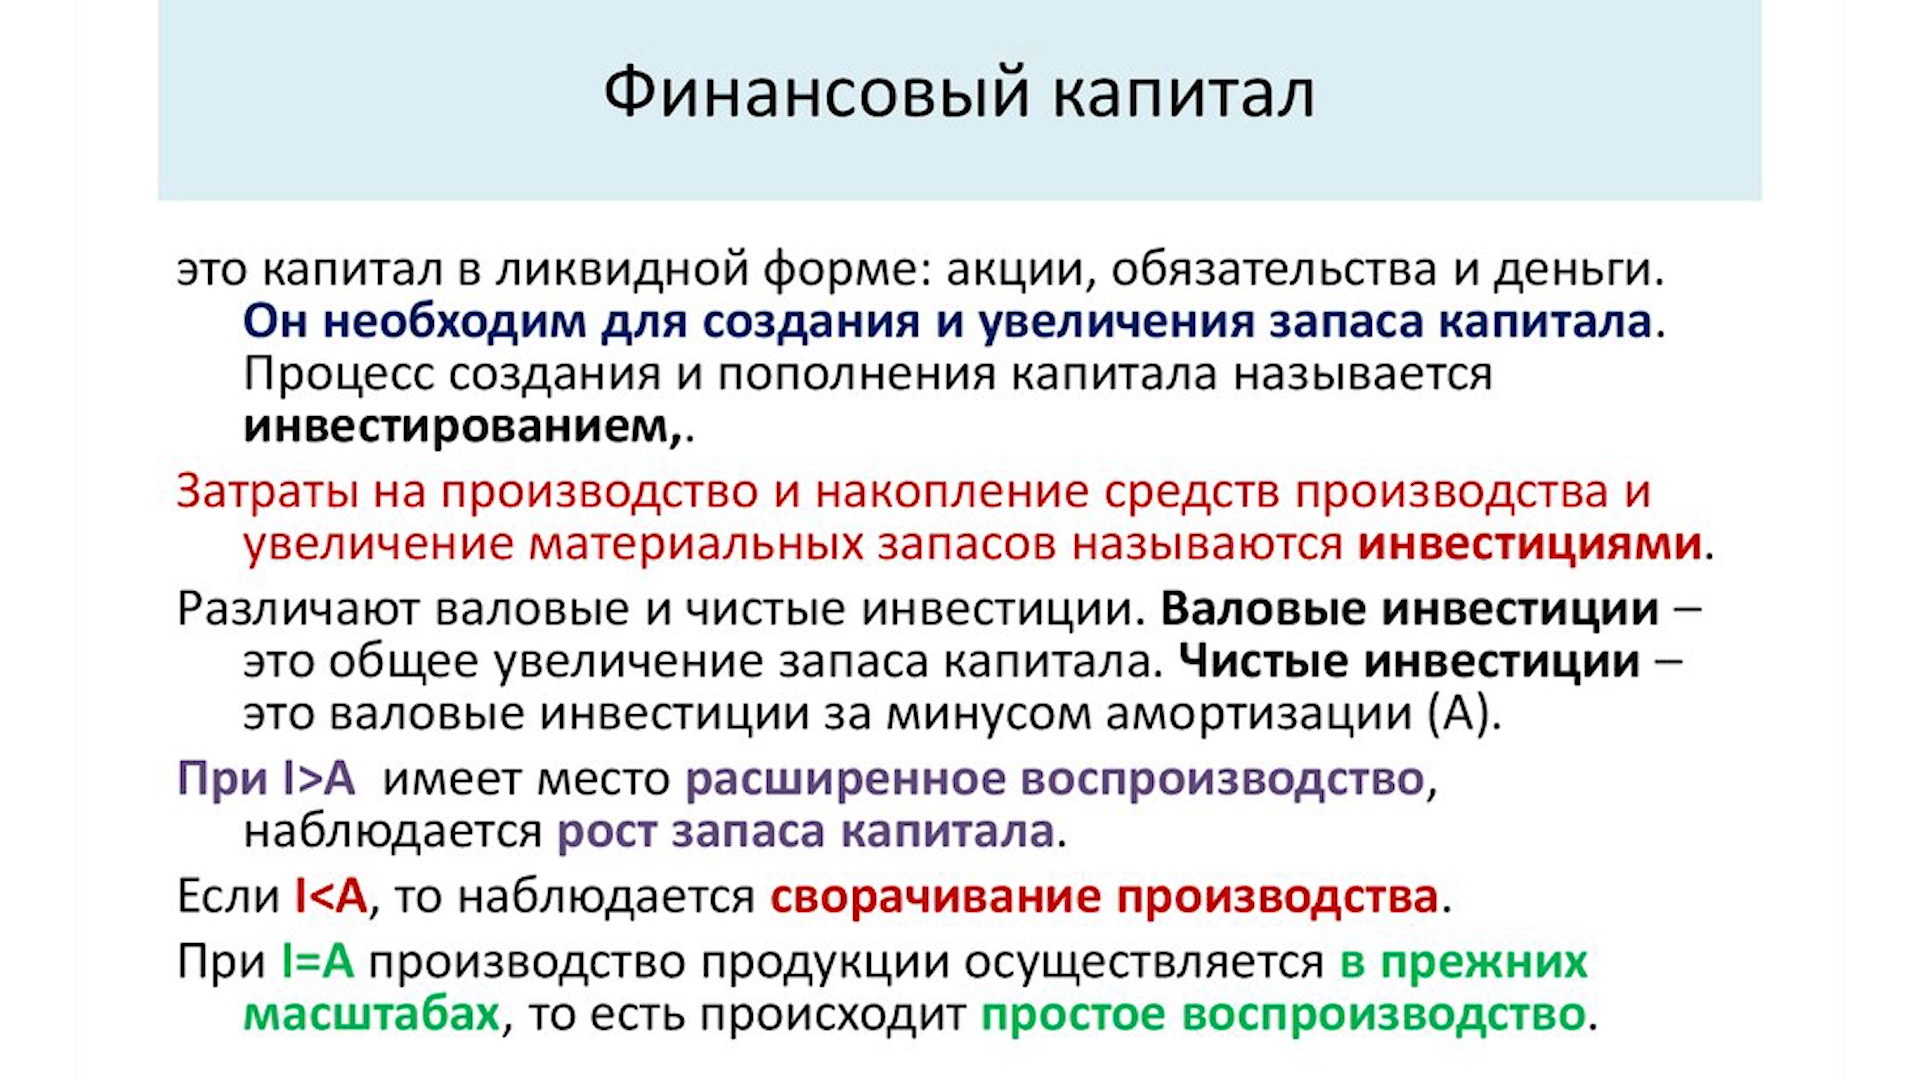 Финансовый капитал
это капитал в ликвидной форме: акции, обязательства и деньги.
Он необходим для создания и увеличения запаса капитала.
Процесс создания и пополнения капитала называется
инвестированием,.
Затраты на производство и накопление средств производства и
увеличение материальных запасов называются инвестициями.
Различают валовые и чистые инвестиции. Валовые инвестиции –
это общее увеличение запаса капитала. Чистые инвестиции –
это валовые инвестиции за минусом амортизации (А).
При I>A имеет место расширенное воспроизводство,
наблюдается рост запаса капитала.
Если I<A, то наблюдается сворачивание производства.
При I=A производство продукции осуществляется в прежних
масштабах, то есть происходит простое воспроизводство.